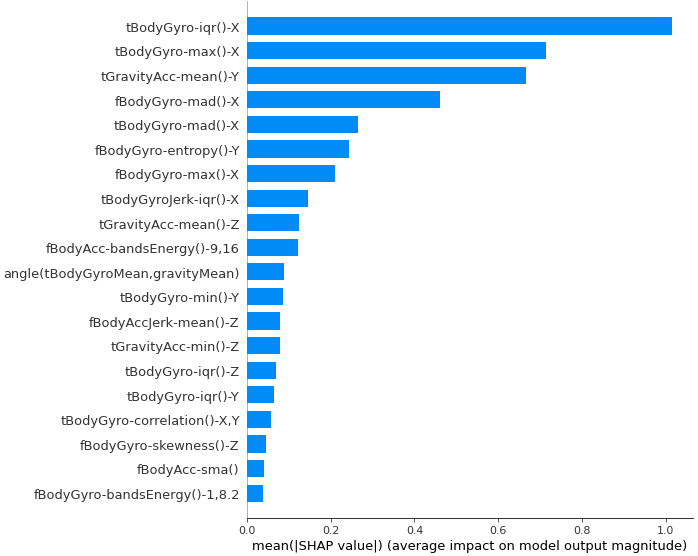 tBodyGyro-iqr()-X
tBodyGyro-max()-X
tGravityAcc-mean()-Y
fBodyGyro-mad()-X
tBodyGyro-mad()-X
fBodyGyro-entropy()-Y
fBodyGyro-max()-X
tBodyGyroJerk-iqr()-X
tGravityAcc-mean()-Z
fBodyAcc-bandsEnergy()-9,16
angle(tBodyGyroMean,gravityMean)
tBodyGyro-min()-Y
fBodyAccJerk-mean()-Z
tGravityAcc-min()-Z
tBodyGyro-iqr()-Z
tBodyGyro-iqr()-Y
tBodyGyro-correlation()-X,Y
fBodyGyro-skewness()-Z
fBodyAcc-sma()
fBodyGyro-bandsEnergy()-1,8.2
0.0 0.2 0.4 0.6 0.8 1.0
mean(|SHAP value|) (average impact on model output magnitude)